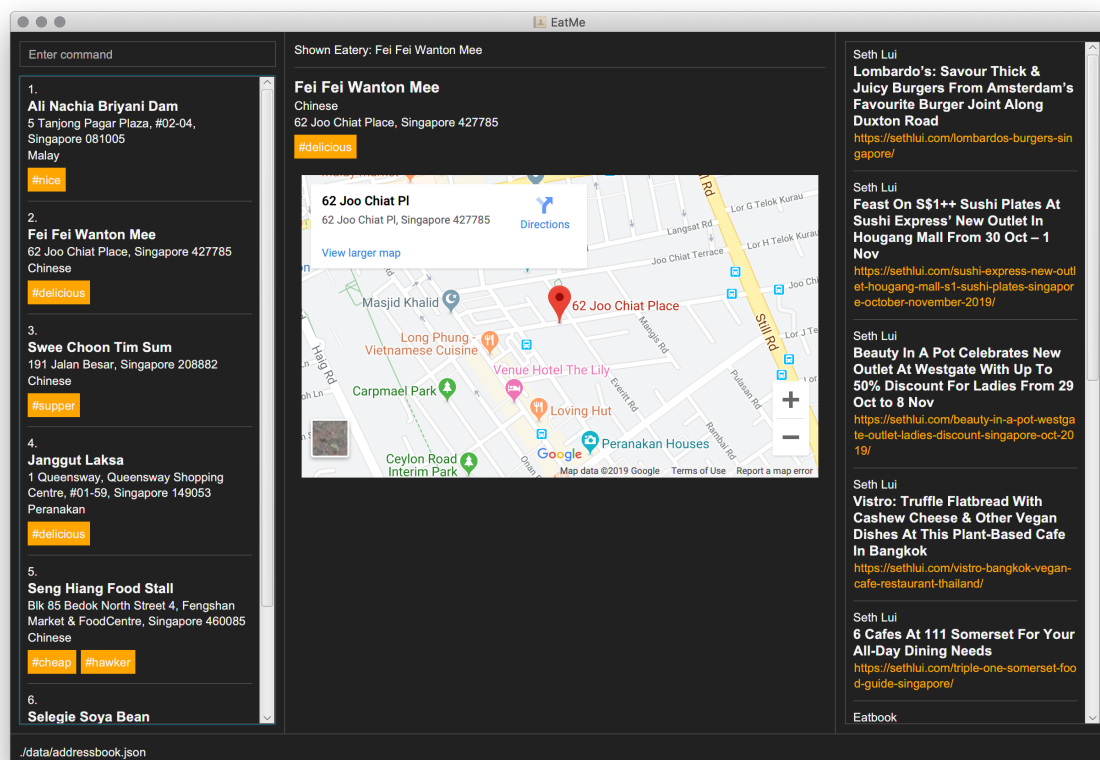 EatMe
Enter command
1.
Ali Nachia Briyani Dam
5 Tanjong Pagar Plaza, #02-04,
Singapore 081005
Malay
#nice
2.
Fei Fei Wanton Mee
62 Joo Chiat Place, Singapore 427785
Chinese
#delicious
3.
Swee Choon Tim Sum
191 Jalan Besar, Singapore 208882
Chinese
#supper
4.
Janggut Laksa
1 Queensway, Queensway Shopping
Centre, #01-59, Singapore 149053
Peranakan
#delicious
5.
Seng Hiang Food Stall
Blk 85 Bedok North Street 4, Fengshan
Market & FoodCentre, Singapore 460085
Chinese
#cheap #hawker
6.
Selegie Soya Bean
Shown Eatery: Fei Fei Wanton Mee
Fei Fei Wanton Mee
Chinese
62 Joo Chiat Place, Singapore 427785
#delicious
62 Joo Chiat Pl
62 Joo Chiat Pl, Singapore 427785
Directions
View larger map
Rd
Lor G Telok Kurau
Langsat Rd
Lor H Telok Kurau
Joo Chiat Terrace
Joo Chi
Masjid Khalid
62 Joo Chiat Place
Long Phung -
Vietnamese Cuisine
Mangis Rd
Still Rd
Lor J Te
Haig Rd
Venue Hotel The Lily
Carpmael Park
Everitt Rd
Pulasan Rd
Loving Hut
Rambai Rd
Peranakan Houses
Ceylon Road
Interim Park
Onan
Google
Map data ©2019 Google
Terms of Use
Report a map error
Seth Lui
Lombardo's: Savour Thick &
Juicy Burgers From Amsterdam's
Favourite Burger Joint Along
Duxton Road
https://sethlui.com/lombardos-burgers-sin
gapore/
Seth Lui
Feast On S$1++ Sushi Plates At
Sushi Express' New Outlet In
Hougang Mall From 30 Oct – 1
Nov
https://sethlui.com/sushi-express-new-outl
et-hougang-mall-s1-sushi-plates-singapor
e-october-november-2019/
Seth Lui
Beauty In A Pot Celebrates New
Outlet At Westgate With Up To
50% Discount For Ladies From 29
Oct to 8 Nov
https://sethlui.com/beauty-in-a-pot-westga
te-outlet-ladies-discount-singapore-oct-20
19/
Seth Lui
Vistro: Truffle Flatbread With
Cashew Cheese & Other Vegan
Dishes At This Plant-Based Cafe
In Bangkok
https://sethlui.com/vistro-bangkok-vegan-
cafe-restaurant-thailand/
Seth Lui
6 Cafes At 111 Somerset For Your
All-Day Dining Needs
https://sethlui.com/triple-one-somerset-foo
d-guide-singapore/
Eatbook
./data/addressbook.json